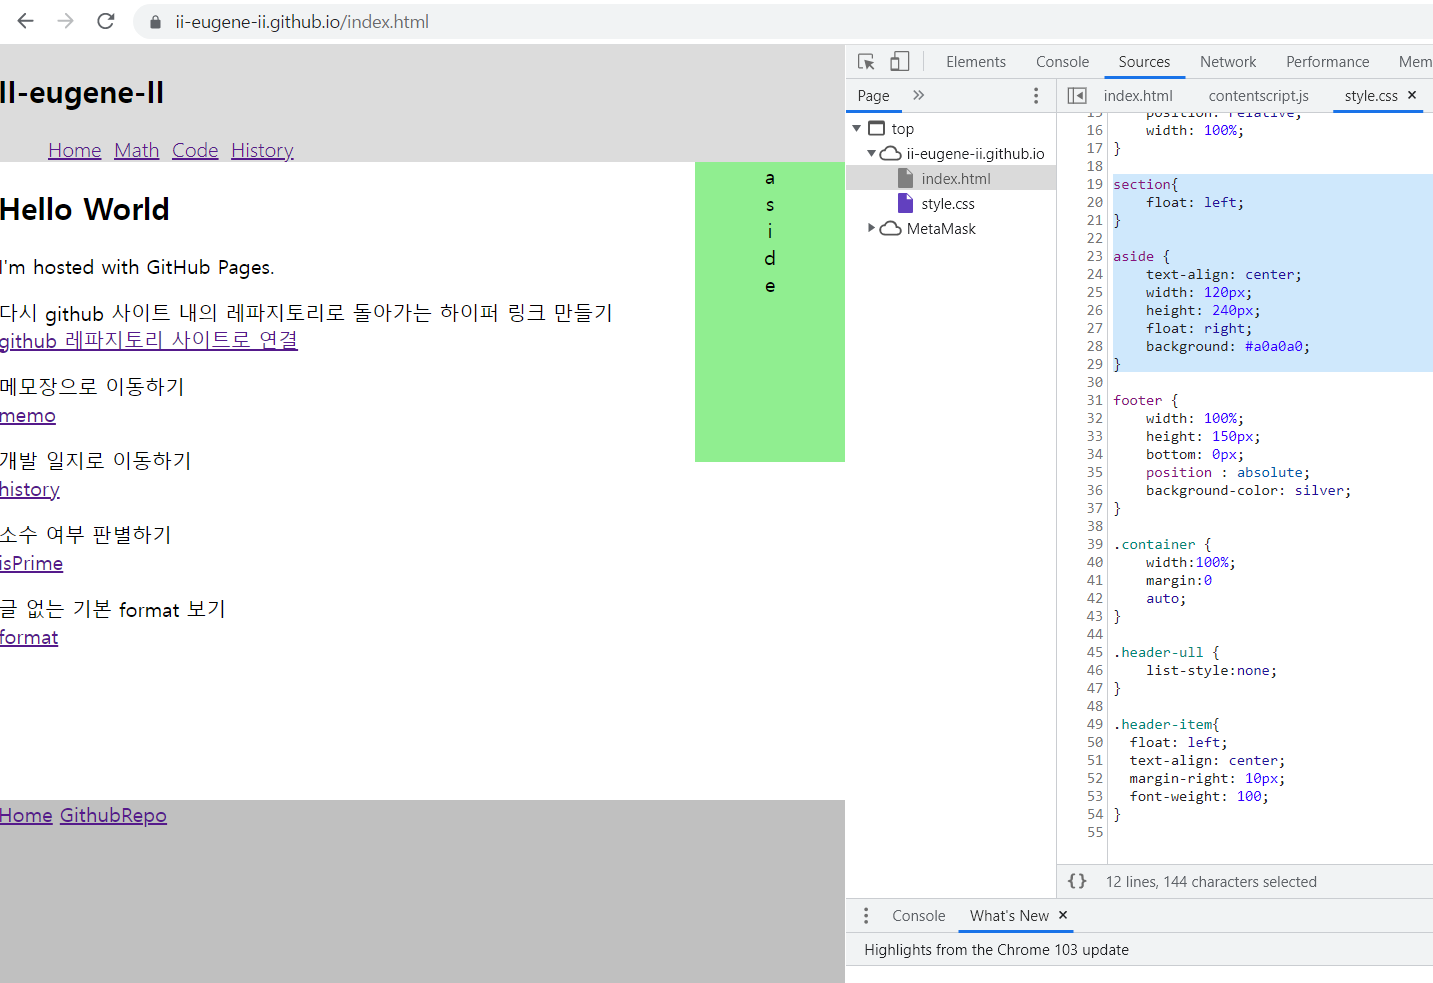 ii-eugene-ii.github.io/index.html
II-eugene-II
Home Math Code History
Hello World
I'm hosted with GitHub Pages.
다시 github 사이트 내의 레파지토리로 돌아가는 하이퍼 링크 만들기
github 레파지토리 사이트로 연결
메모장으로 이동하기
memo
개발 일지로 이동하기
history
소수 여부 판별하기
isPrime
글 없는 기본 format 보기
format
a
s
i
d
e
Home GithubRepo
Elements Console Sources Network Performance Mem
Page »
top
ii-eugene-ii.github.io
index.html
style.css
MetaMask
index.html contentscript.js style.css ×
15 position: relative;
16 width: 100%;
17 }
18
19 section{
20 float: left;
21 }
22
23 aside {
24 text-align: center;
25 width: 120px;
26 height: 240px;
27 float: right;
28 background: #a0a0a0;
29 }
30
31 footer {
32 width: 100%;
33 height: 150px;
34 bottom: 0px;
35 position : absolute;
36 background-color: silver;
37 }
38
39 .container {
40 width:100%;
41 margin:0
42 auto;
43 }
44
45 .header-ull {
46 list-style:none;
47 }
48
49 .header-item{
50 float: left;
51 text-align: center;
52 margin-right: 10px;
53 font-weight: 100;
54 }
55
{} 12 lines, 144 characters selected
Console What's New ×
Highlights from the Chrome 103 update